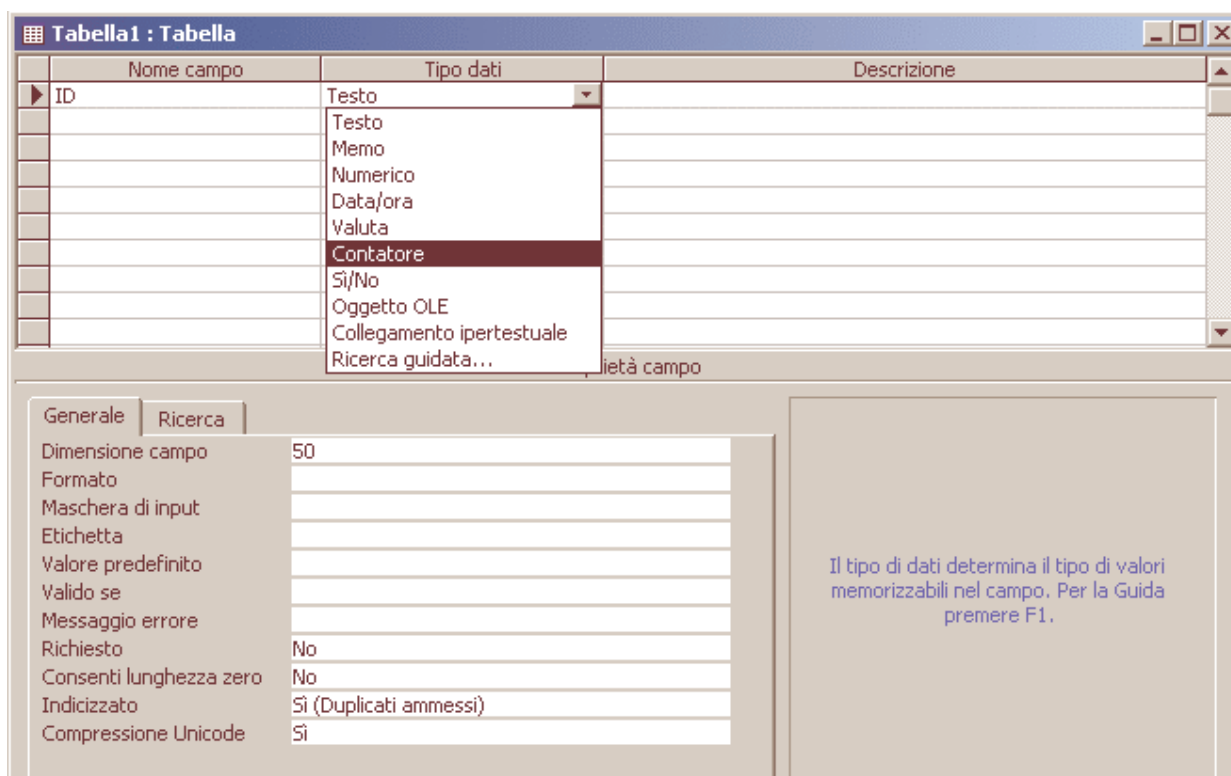 Tabella1 : Tabella
Nome campo Tipo dati Descrizione
ID Testo
Testo
Memo
Numerico
Data/ora
Valuta
Contatore
Sì/No
Oggetto OLE
Collegamento ipertestuale
Ricerca guidata...
ietà campo
Generale Ricerca
Dimensione campo 50
Formato
Maschera di input
Etichetta
Valore predefinito
Valido se
Messaggio errore
Richiesto No
Consenti lunghezza zero No
Indicizzato Sì (Duplicati ammessi)
Compressione Unicode Sì
Il tipo di dati determina il tipo di valori
memorizzabili nel campo. Per la Guida
premere F1.